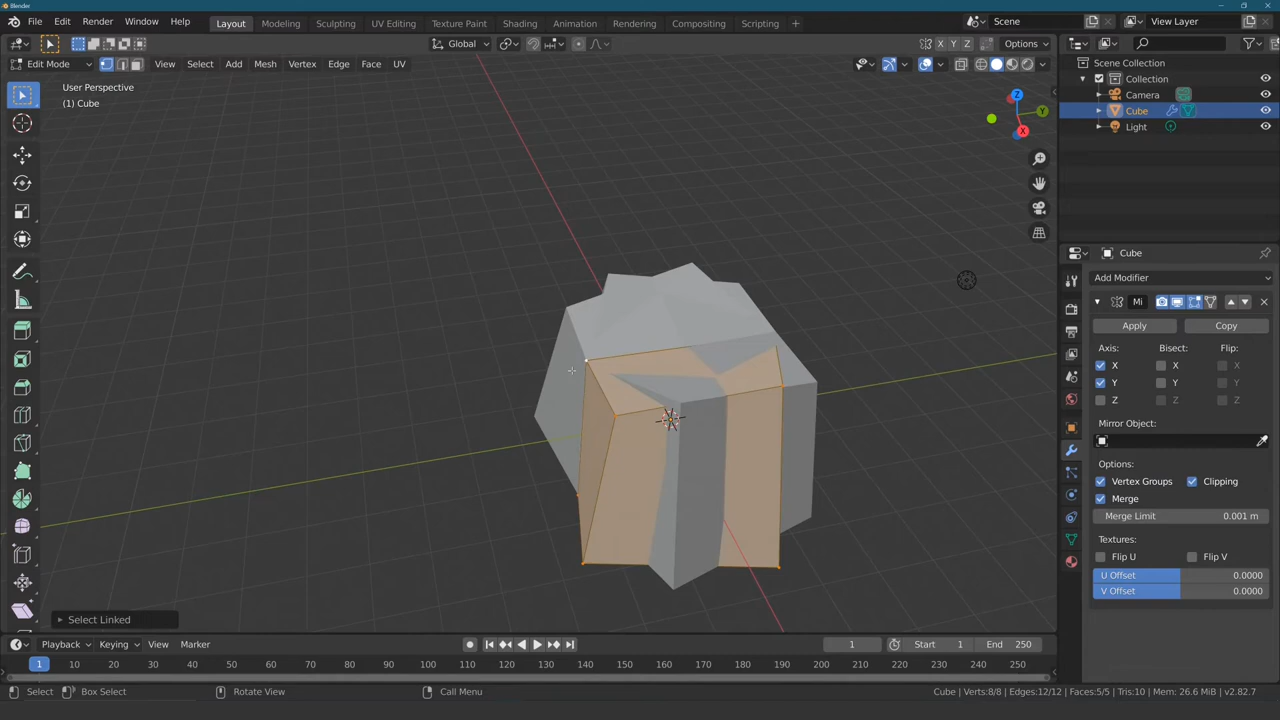 Blender
File Edit Render Window Help Layout Modeling Sculpting UV Editing Texture Paint Shading Animation Rendering Compositing Scripting + Scene View Layer
Global X Y Z Options
Edit Mode View Select Add Mesh Vertex Edge Face UV
User Perspective
(1) Cube
Z
Y
X
Scene Collection
Collection
Camera
Cube
Light
Cube
Add Modifier
Mi
Apply Copy
Axis: Bisect: Flip:
X X X
Y Y Y
Z Z Z
Mirror Object:
Options:
Vertex Groups Clipping
Merge
Merge Limit 0.001 m
Textures:
Flip U Flip V
U Offset 0.0000
V Offset 0.0000
Select Linked
Playback Keying View Marker 1 Start 1 End 250
1 10 20 30 40 50 60 70 80 90 100 110 120 130 140 150 160 170 180 190 200 210 220 230 240 250
Select Box Select Rotate View Call Menu Cube | Verts:8/8 | Edges:12/12 | Faces:5/5 | Tris:10 | Mem: 26.6 MiB | v2.82.7